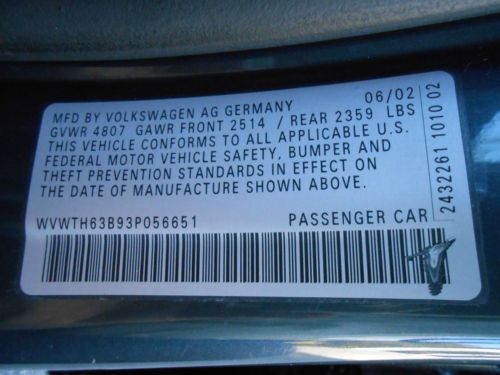 MFD BY VOLKSWAGEN AG GERMANY 06/02
GVWR 4807 GAWR FRONT 2514 / REAR 2359 LBS
THIS VEHICLE CONFORMS TO ALL APPLICABLE U.S.
FEDERAL MOTOR VEHICLE SAFETY, BUMPER AND
THEFT PREVENTION STANDARDS IN EFFECT ON
THE DATE OF MANUFACTURE SHOWN ABOVE.
WVWTH63B93P056651 PASSENGER CAR
2432261 1010 02